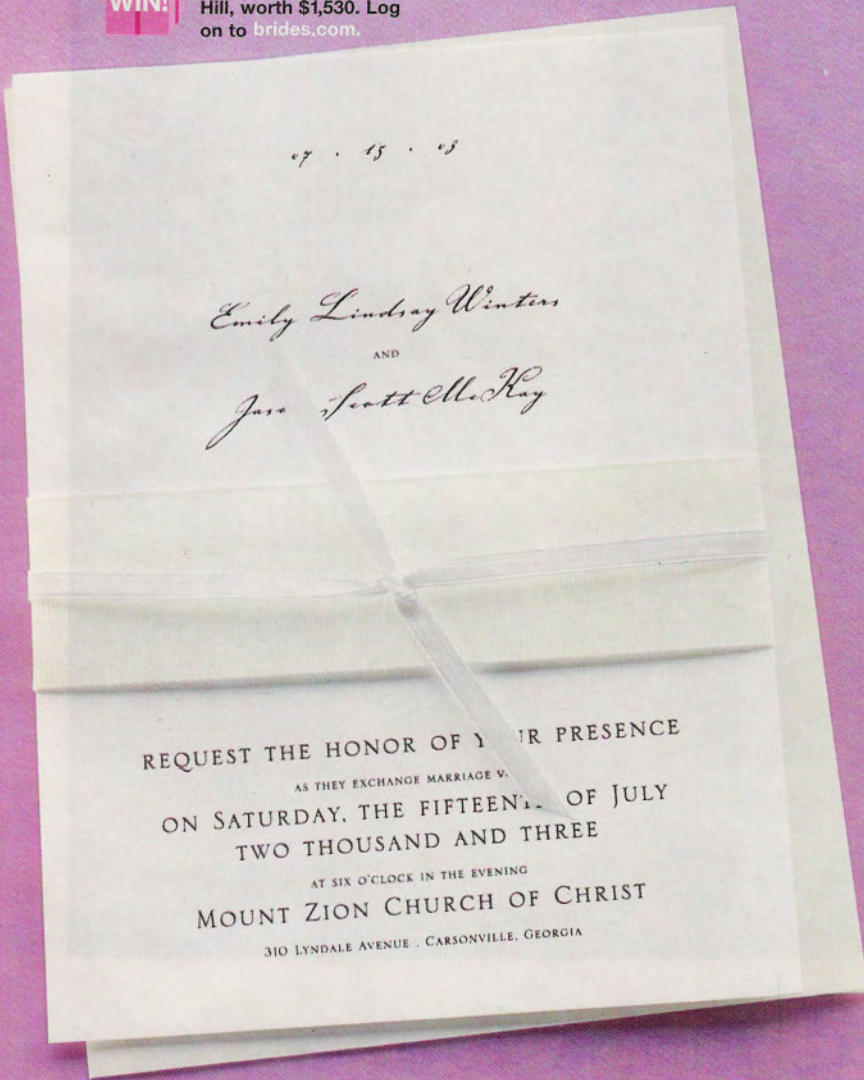 WIN!
Hill, worth $1,530. Log
on to brides.com.
07 . 15 . 03
Emily Lindsay Winters
AND
Scott McKay
REQUEST THE HONOR OF PRESENCE
AS THEY EXCHANGE MARRIAGE
ON SATURDAY, THE OF JULY
TWO THOUSAND AND THREE
AT SIX O'CLOCK IN THE EVENING
MOUNT ZION CHURCH OF CHRIST
310 LYNDALE AVENUE . CARSONVILLE, GEORGIA